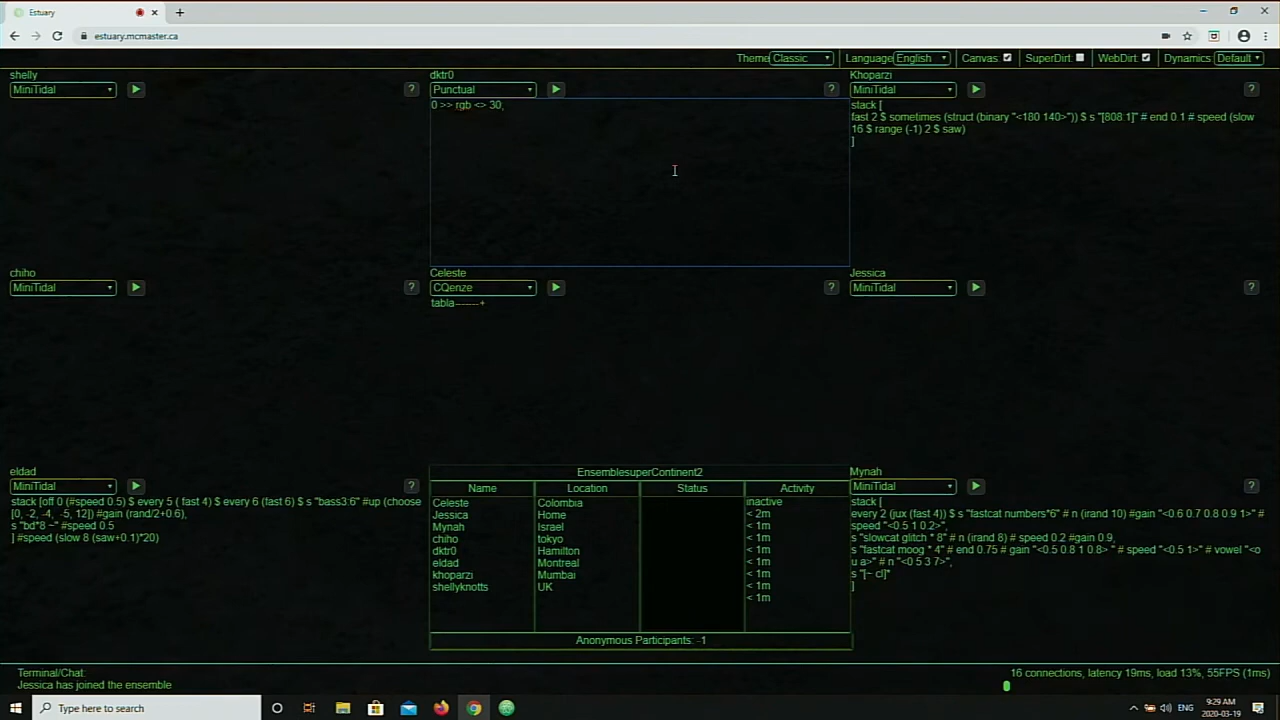 Estuary
estuary.mcmaster.ca
Theme Classic Language English Canvas: SuperDirt: WebDirt: Dynamics Default
shelly
MiniTidal
?
dktr0
Punctual
?
0 >> rgb <> 30,
Khoparzi
MiniTidal
?
stack [
fast 2 $ sometimes (struct (binary "<180 140>")) $ s "[808:1]" # end 0.1 # speed (slow
16 $ range (-1) 2 $ saw)
]
chiho
MiniTidal
?
Celeste
CQenze
?
tabla-------+
Jessica
MiniTidal
?
eldad
MiniTidal
?
stack [off 0 (#speed 0.5) $ every 5 ( fast 4) $ every 6 (fast 6) $ s "bass3:6" #up (choose
[0, -2, -4, -5, 12]) #gain (rand/2+0.6),
s "bd*8 ~" #speed 0.5
] #speed (slow 8 (saw+0.1)*20)
EnsemblesuperContinent2
Name Location Status Activity
Celeste Colombia inactive
Jessica Home < 2m
Mynah Israel < 1m
chiho tokyo < 1m
dktr0 Hamilton < 1m
eldad Montreal < 1m
khoparzi Mumbai < 1m
shellyknotts UK < 1m
< 1m
Anonymous Participants: -1
Mynah
MiniTidal
?
stack [
every 2 (jux (fast 4)) $ s "fastcat numbers*6" # n (irand 10) #gain "<0.6 0.7 0.8 0.9 1>" #
speed "<0.5 1 0.2>",
s "slowcat glitch * 8" # n (irand 8) # speed 0.2 #gain 0.9,
s "fastcat moog * 4" # end 0.75 # gain "<0.5 0.8 1 0.8> " # speed "<0.5 1>" # vowel "<o
u a>" # n "<0 5 3 7>",
s "[~ cl]*
]
Terminal/Chat:
Jessica has joined the ensemble
16 connections, latency 19ms, load 13%, 55FPS (1ms)
Type here to search
ENG
9:29 AM
2020-03-19